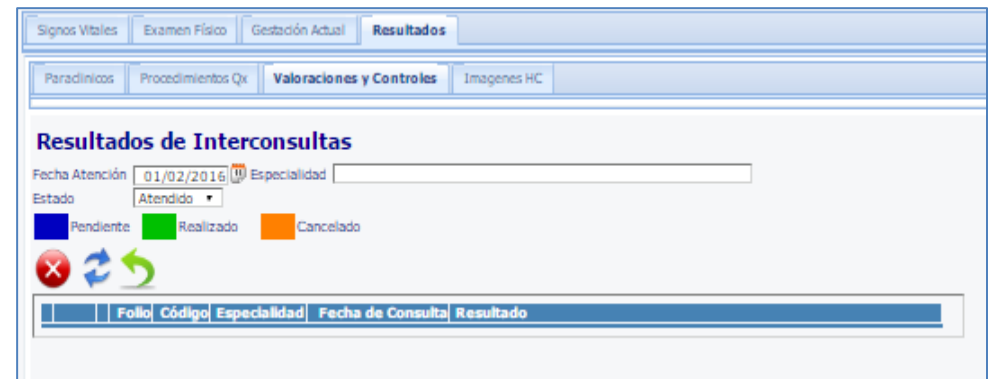 Signos Vitales Examen Físico Gestación Actual Resultados
Paraclinicos Procedimientos Qx Valoraciones y Controles Imagenes HC
Resultados de Interconsultas
Fecha Atención 01/02/2016 Especialidad
Estado Atendido
Pendiente Realizado Cancelado
Folio Código Especialidad Fecha de Consulta Resultado